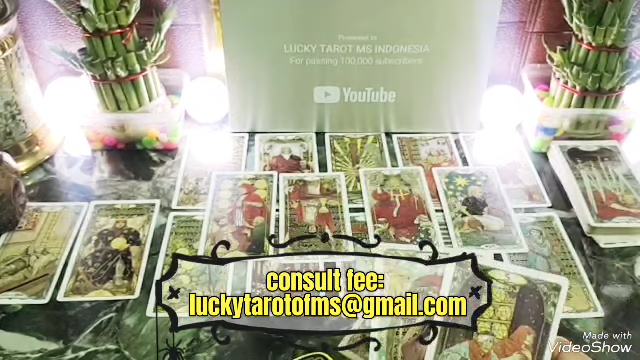 Presented to
LUCKY TAROT MS INDONESIA
For passing 100,000 subscribers
YouTube
consult fee:
luckytarotofms@gmail.com
Made with
VideoShow